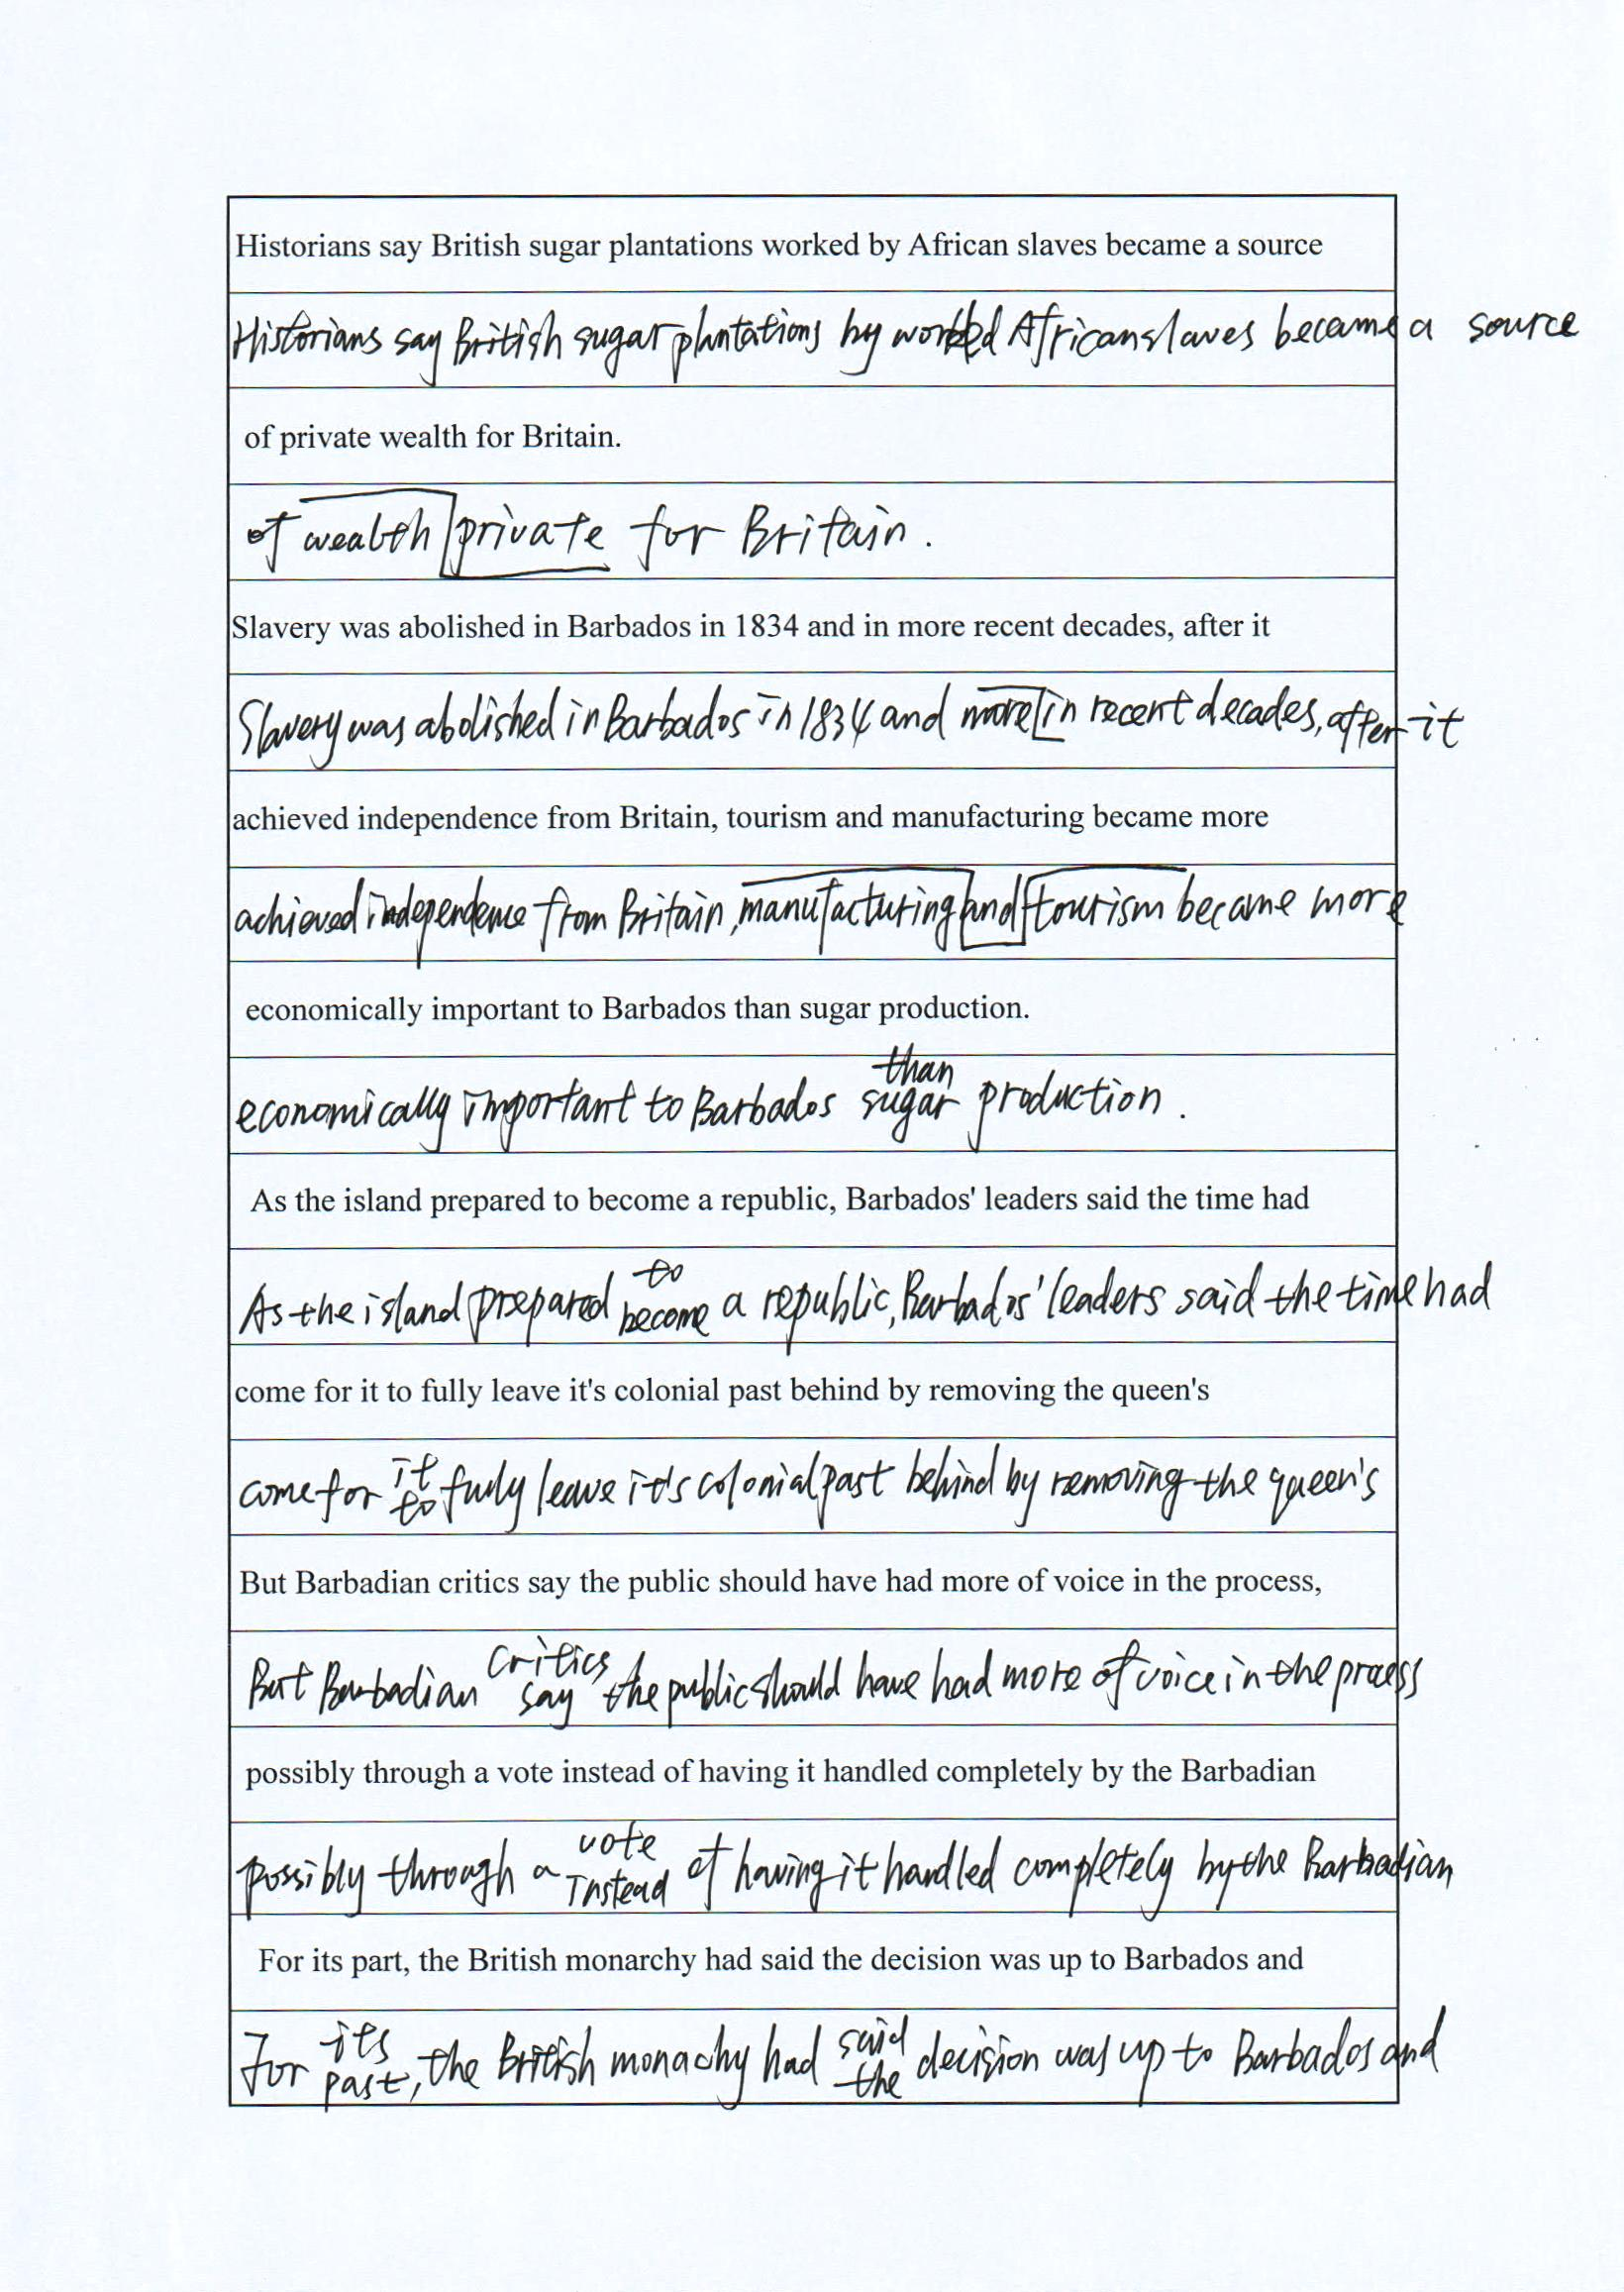 Historians say British sugar plantations worked by African slaves became a source
Historians say British sugar plantations by worked African slaves became a source
of private wealth for Britain.
of wealth private for Britain.
Slavery was abolished in Barbados in 1834 and in more recent decades, after it
Slavery was abolished in Barbados in 1834 and more in recent decades, after it
achieved independence from Britain, tourism and manufacturing became more
achieved independence from Britain, manufacturing and tourism became more
economically important to Barbados than sugar production.
than
economically important to Barbados sugar production.
As the island prepared to become a republic, Barbados' leaders said the time had
to
As the island prepared become a republic, Barbados' leaders said the time had
come for it to fully leave it's colonial past behind by removing the queen's
it
come for to fully leave it's colonial past behind by removing the queen's
But Barbadian critics say the public should have had more of voice in the process,
critics
But Barbadian say the public should have had more of voice in the process
possibly through a vote instead of having it handled completely by the Barbadian
vote
possibly through a instead of having it handled completely by the Barbadian
For its part, the British monarchy had said the decision was up to Barbados and
its said
For past, the British monachy had the decision was up to Barbados and